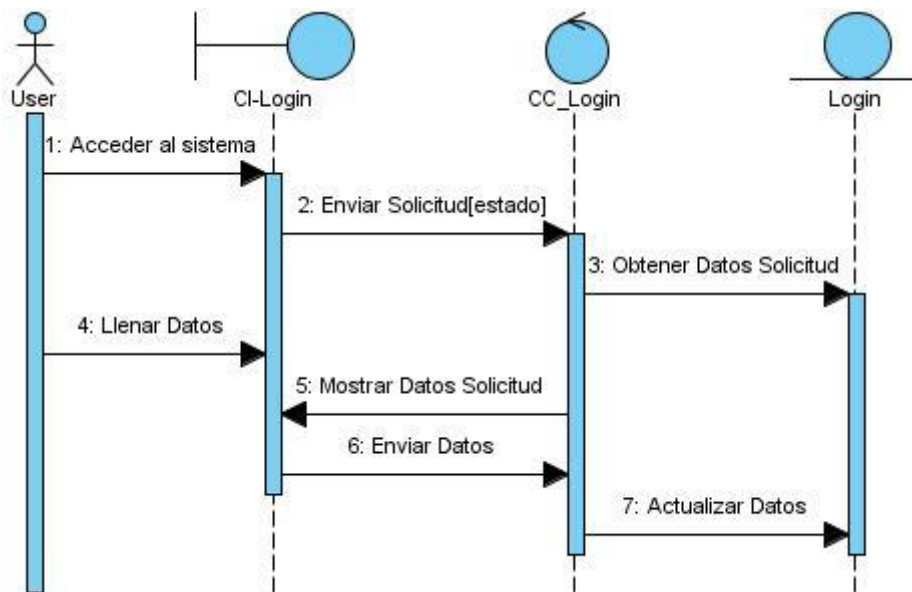 User
CI-Login
CC_Login
Login
1: Acceder al sistema
2: Enviar Solicitud[estado]
3: Obtener Datos Solicitud
4: Llenar Datos
5: Mostrar Datos Solicitud
6: Enviar Datos
7: Actualizar Datos